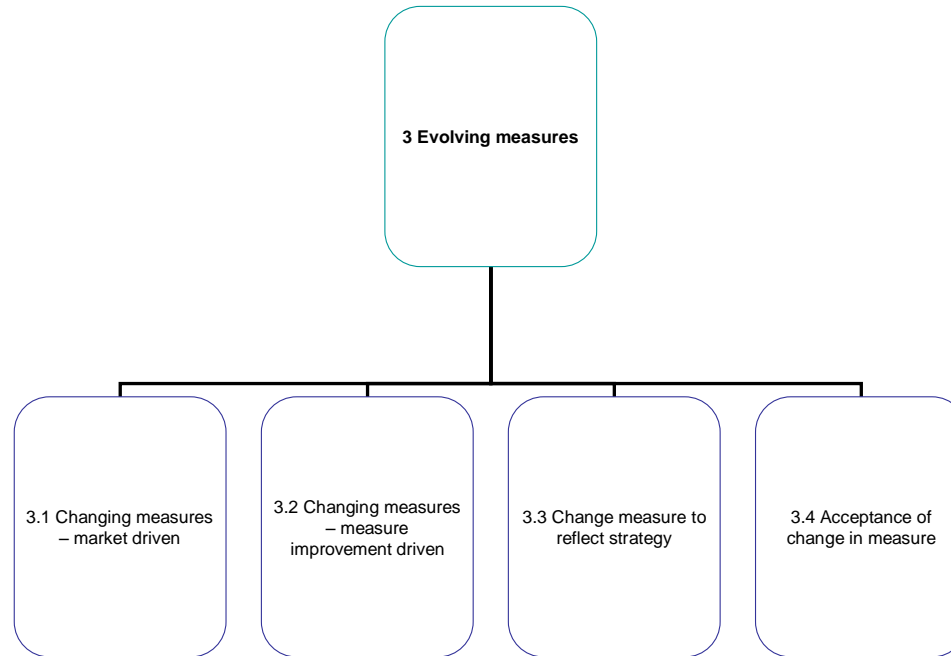 3 Evolving measures
3.1 Changing measures
– market driven
3.2 Changing measures
– measure
improvement driven
3.3 Change measure to
reflect strategy
3.4 Acceptance of
change in measure